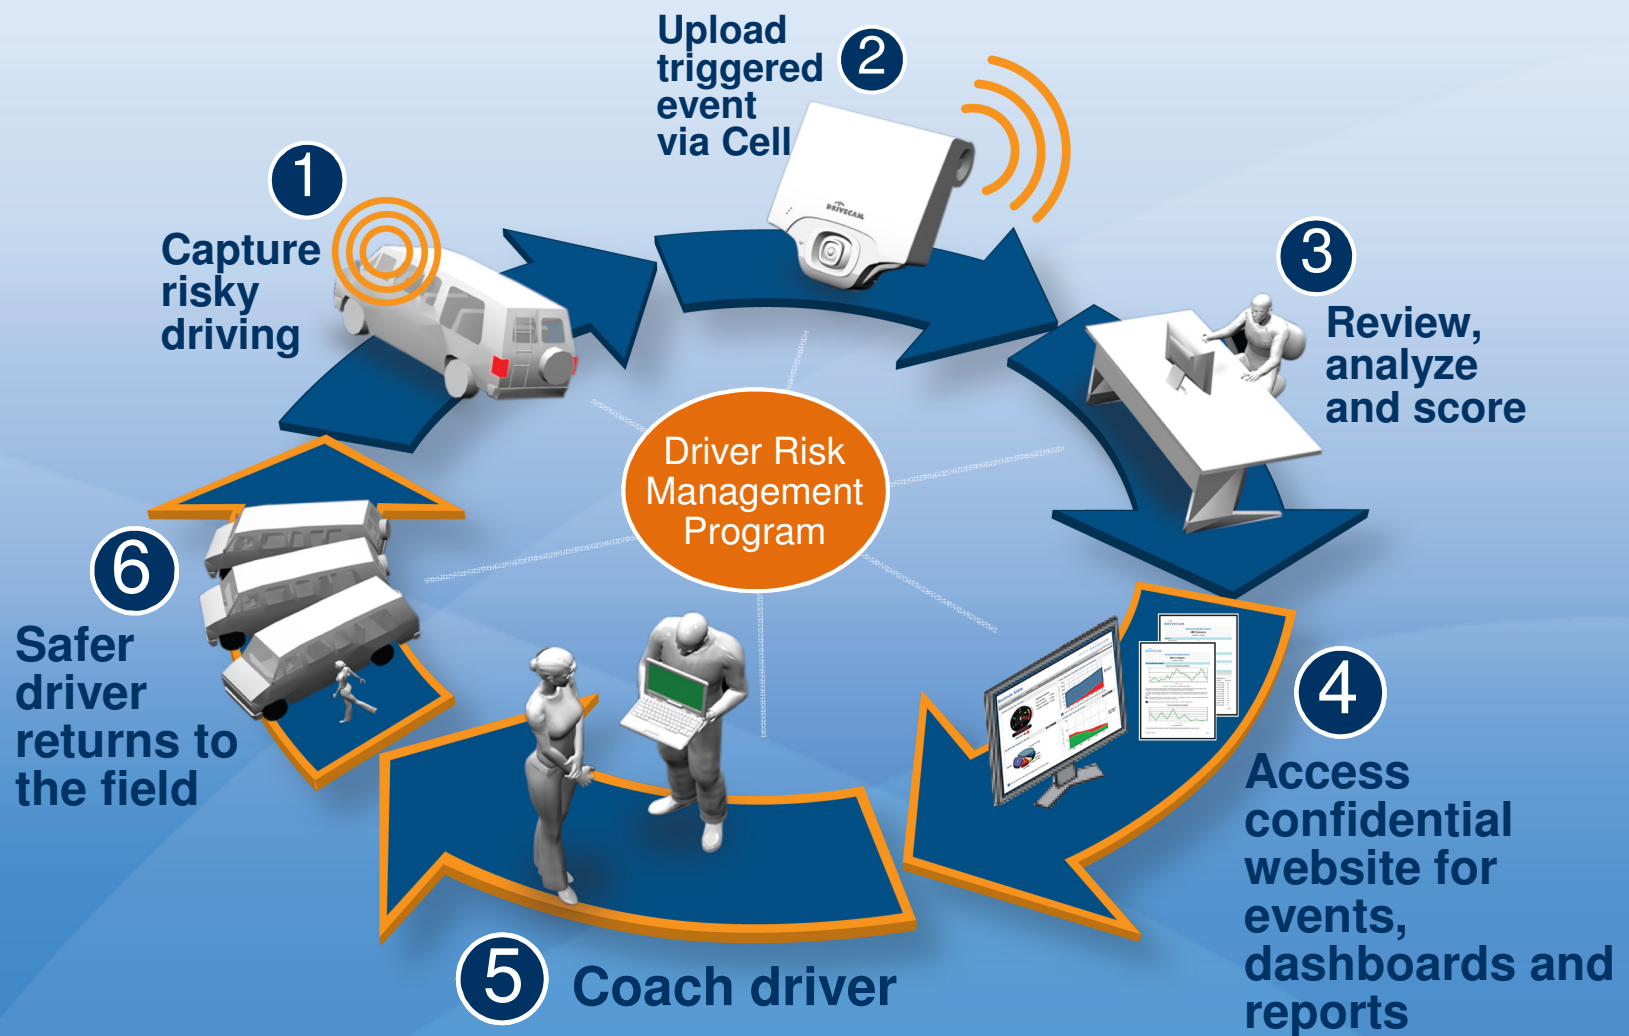 1
Capture
risky
driving
Upload
triggered
event
via Cell
2
DRIVECAM
3
Review,
analyze
and score
Driver Risk
Management
Program
4
Access
confidential
website for
events,
dashboards and
reports
5
Coach driver
6
Safer
driver
returns to
the field